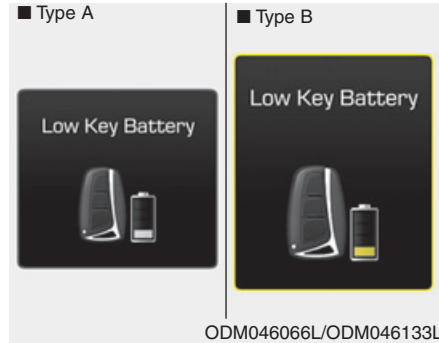 ■ Type A
■ Type B
Low Key Battery
Low Key Battery
ODM046066L/ODM046133L